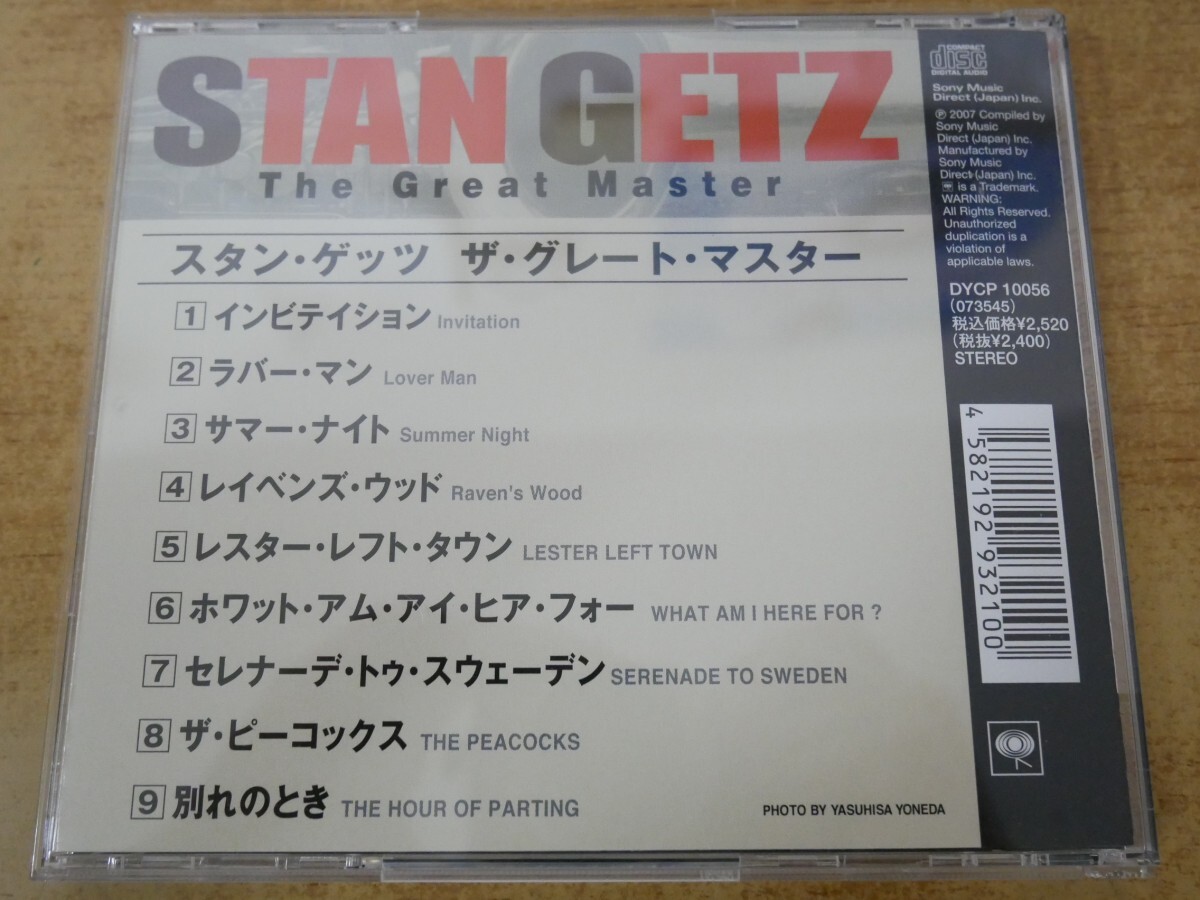 STAN GETZ
The Great Master
スタン・ゲッツ ザ・グレート・マスター
1 インビテイション Invitation
2 ラバー・マン Lover Man
3 サマー・ナイト Summer Night
4 レイベンズ・ウッド Raven's Wood
5 レスター・レフト・タウン LESTER LEFT TOWN
6 ホワット・アム・アイ・ヒア・フォー WHAT AM I HERE FOR ?
7 セレナーデ・トゥ・スウェーデン SERENADE TO SWEDEN
8 ザ・ピーコックス THE PEACOCKS
9 別れのとき THE HOUR OF PARTING
PHOTO BY YASUHISA YONEDA
COMPACT
disc
DIGITAL AUDIO
Sony Music
Direct (Japan) Inc.
Ⓟ 2007 Compiled by
Sony Music
Direct (Japan) Inc.
Manufactured by
Sony Music
Direct (Japan) Inc.
is a Trademark.
WARNING:
All Rights Reserved.
Unauthorized
duplication is a
violation of
applicable laws.
DYCP 10056
(073545)
税込価格¥2,520
(税抜¥2,400)
STEREO
4 582192 932100